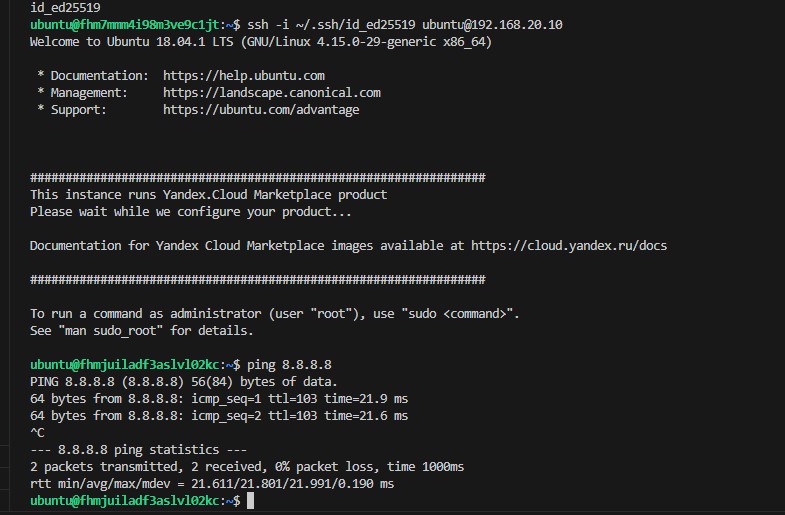 id_ed25519
ubuntu@fhm7mmm4i98m3ve9c1jt:~$ ssh -i ~/.ssh/id_ed25519 ubuntu@192.168.20.10
Welcome to Ubuntu 18.04.1 LTS (GNU/Linux 4.15.0-29-generic x86_64)
* Documentation:  https://help.ubuntu.com
* Management:     https://landscape.canonical.com
* Support:        https://ubuntu.com/advantage
#################################################################
This instance runs Yandex.Cloud Marketplace product
Please wait while we configure your product...
Documentation for Yandex Cloud Marketplace images available at https://cloud.yandex.ru/docs
#################################################################
To run a command as administrator (user "root"), use "sudo <command>".
See "man sudo_root" for details.
ubuntu@fhmjuiladf3aslvl02kc:~$ ping 8.8.8.8
PING 8.8.8.8 (8.8.8.8) 56(84) bytes of data.
64 bytes from 8.8.8.8: icmp_seq=1 ttl=103 time=21.9 ms
64 bytes from 8.8.8.8: icmp_seq=2 ttl=103 time=21.6 ms
^C
--- 8.8.8.8 ping statistics ---
2 packets transmitted, 2 received, 0% packet loss, time 1000ms
rtt min/avg/max/mdev = 21.611/21.801/21.991/0.190 ms
ubuntu@fhmjuiladf3aslvl02kc:~$